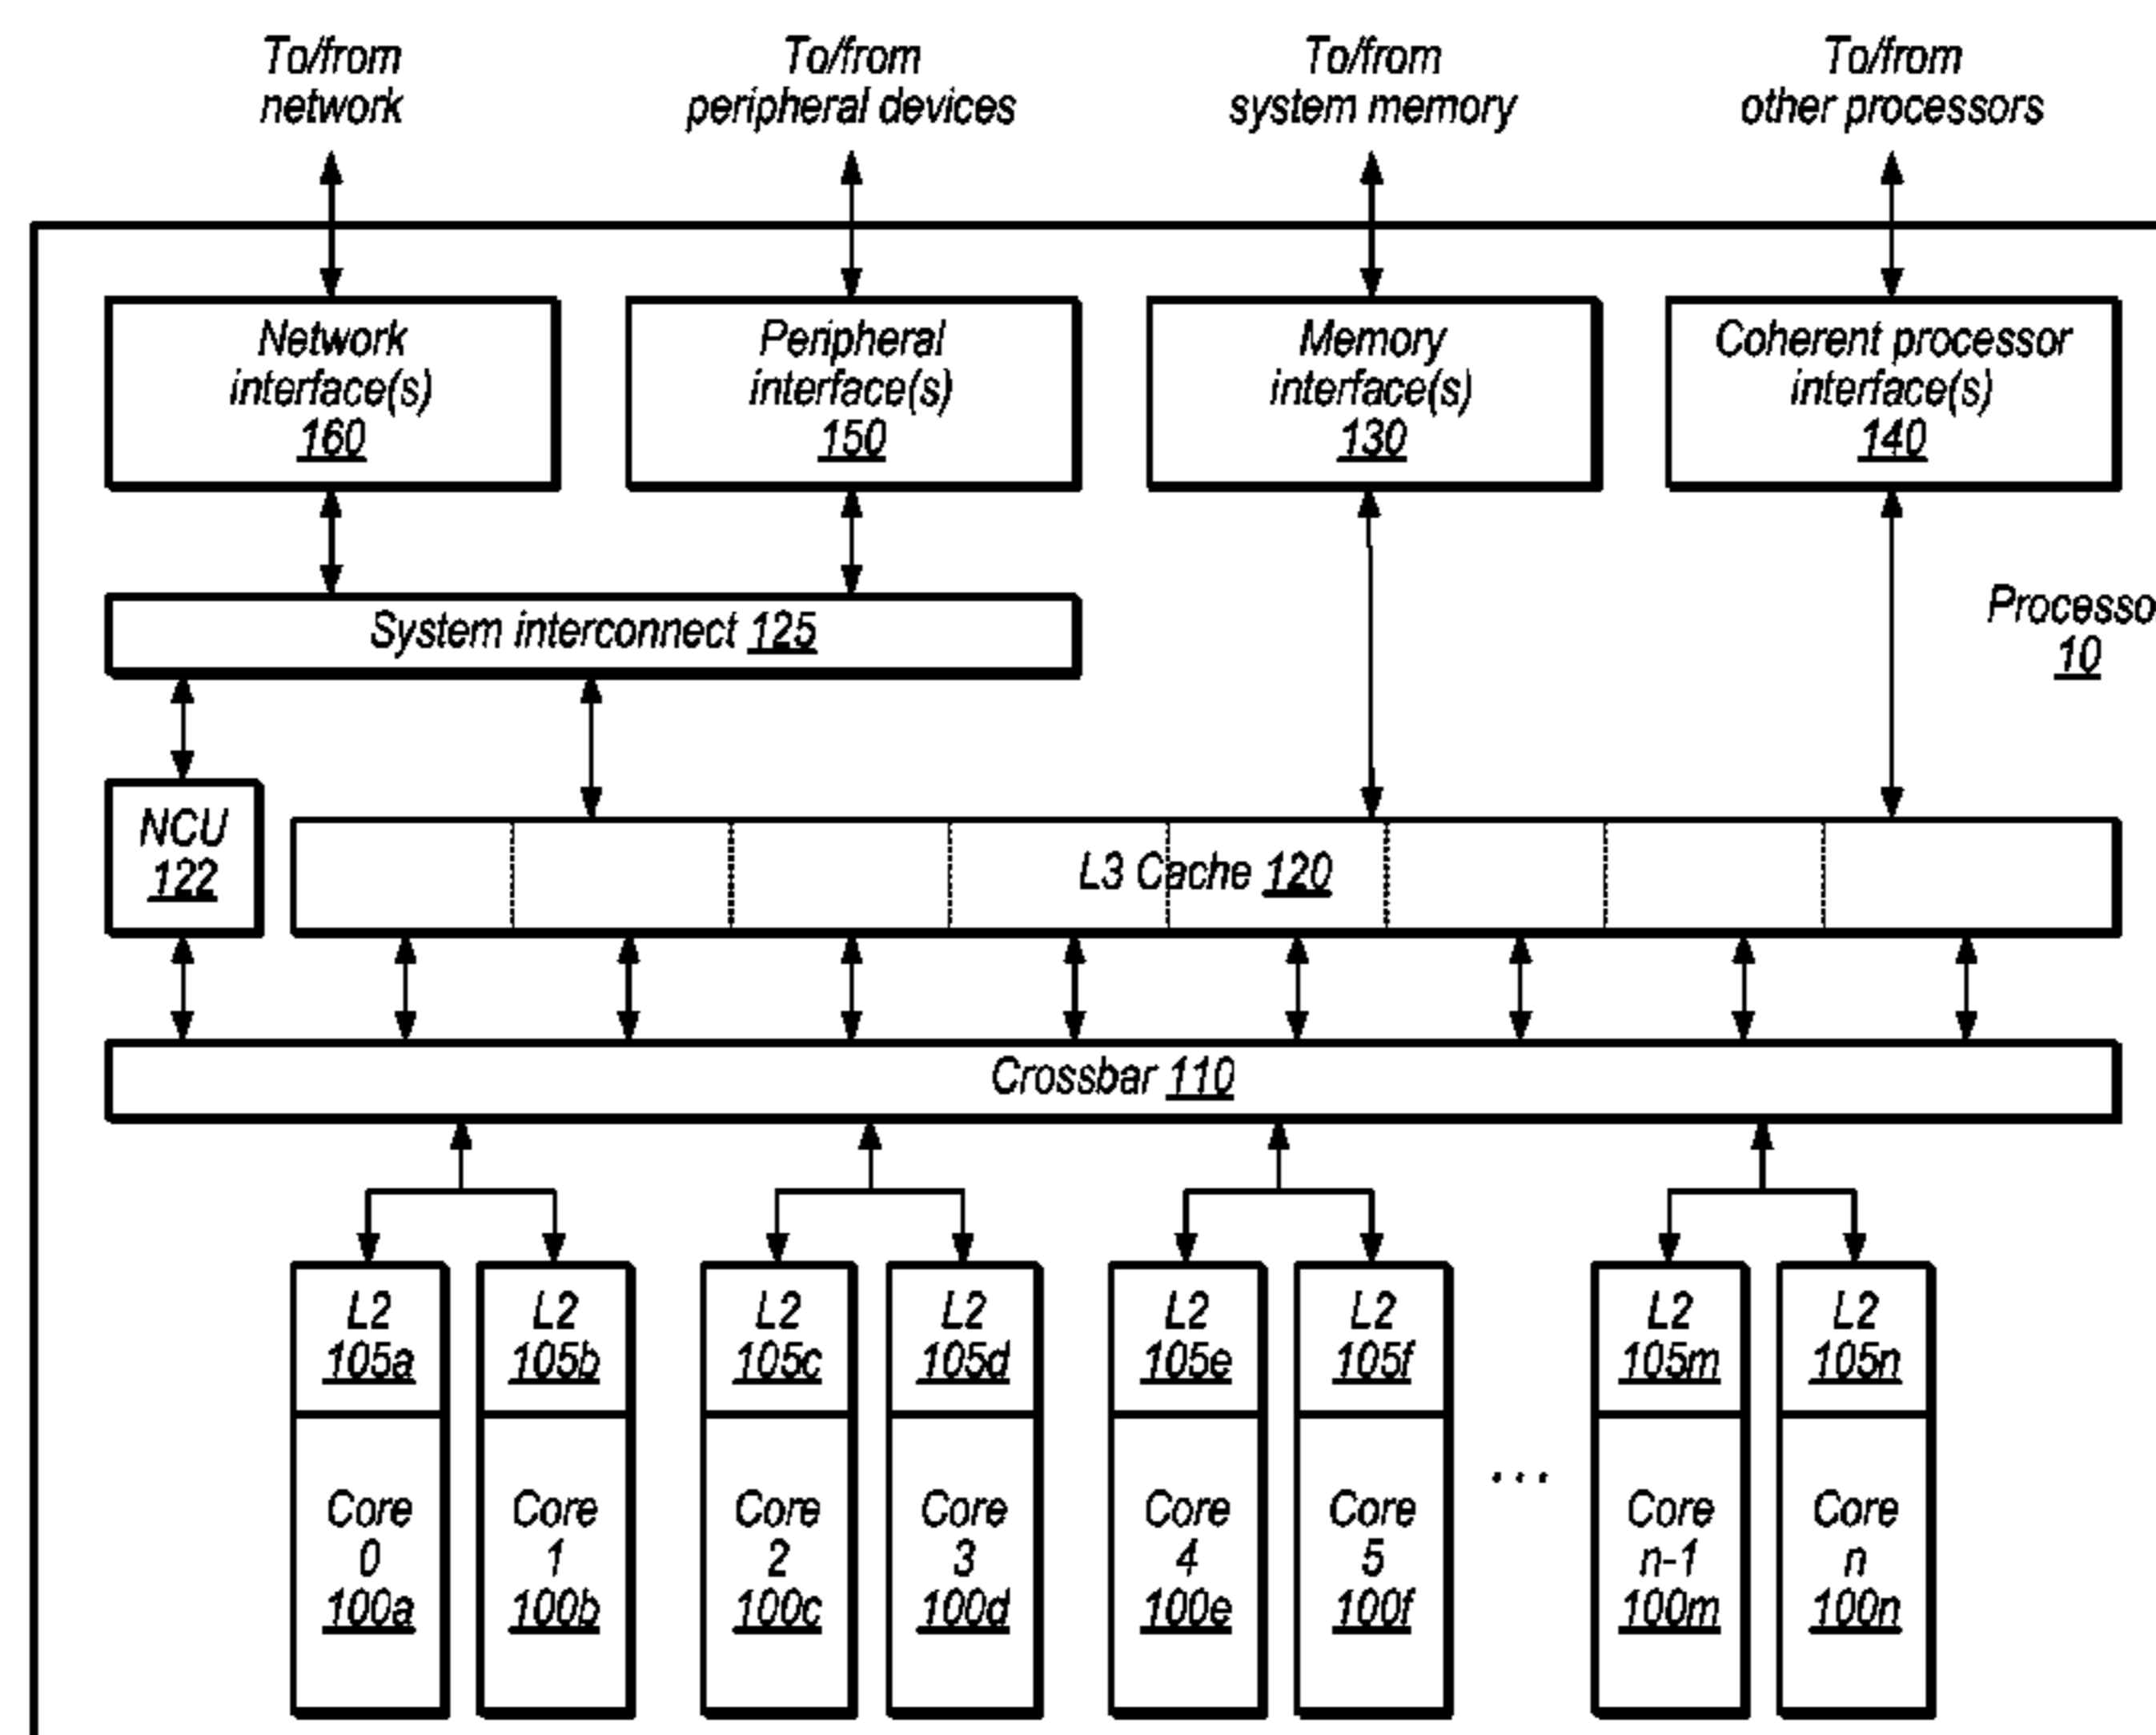 To/from
network
To/from
peripheral devices
To/from
system memory
To/from
other processors
Network
interface(s)
160
Peripheral
interface(s)
150
Memory
interface(s)
130
Coherent processor
interface(s)
140
System interconnect 125
Processo
10
NCU
122
L3 Cache 120
Crossbar 110
L2
105a
L2
105b
L2
105c
L2
105d
L2
105e
L2
105f
L2
105m
L2
105n
Core
0
100a
Core
1
100b
Core
2
100c
Core
3
100d
Core
4
100e
Core
5
100f
...
Core
n-1
100m
Core
n
100n